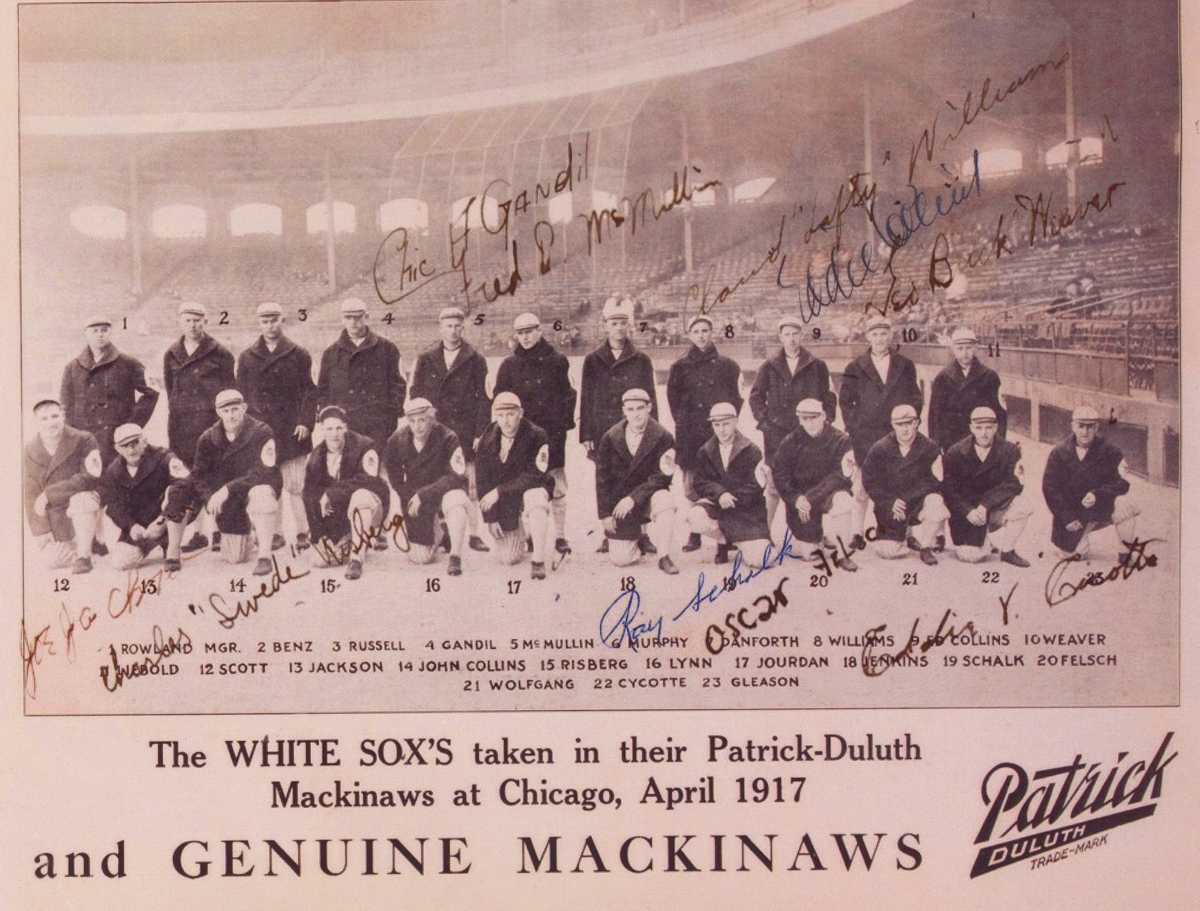 Claud "Lefty" Williams
Chic F Gandil
Fred E McMullin
Eddie Collins
Geo Buck Weaver
1 2 3 4 5 6 7 8 9 10 11
12 13 14 15 16 17 18 19 20 21 22 23
Joe Jackson
Charles "Swede" Risberg
Ray Schalk
Oscar Felsch
Eddie V. Cicotte
1 ROWLAND MGR. 2 BENZ 3 RUSSELL 4 GANDIL 5 McMULLIN 6 MURPHY 7 DANFORTH 8 WILLIAMS 9 ED COLLINS 10 WEAVER
LEIBOLD 12 SCOTT 13 JACKSON 14 JOHN COLLINS 15 RISBERG 16 LYNN 17 JOURDAN 18 JENKINS 19 SCHALK 20 FELSCH
21 WOLFGANG 22 CYCOTTE 23 GLEASON
The WHITE SOX'S taken in their Patrick-Duluth
Mackinaws at Chicago, April 1917
and GENUINE MACKINAWS
Patrick
DULUTH
TRADE-MARK